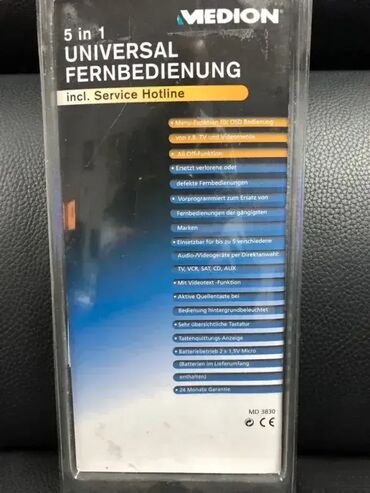 MEDION
5 in 1
UNIVERSAL
FERNBEDIENUNG
incl. Service Hotline
• Menü-Funktion für OSD Bedienung
von z.B. TV und Videorekord.
• All Off-Funktion
• Ersetzt verlorene oder
defekte Fernbedienungen
• Vorprogrammiert zum Ersatz von
Fernbedienungen der gängigsten
Marken
• Einsetzbar für bis zu 5 verschiedene
Audio-/Videogeräte per Direktanwahl:
TV, VCR, SAT, CD, AUX
• Mit Videotext -Funktion
• Aktive Quellentaste bei
Bedienung hintergrundbeleuchtet
• Sehr übersichtliche Tastatur
• Tastenquittungs-Anzeige
• Batteriebetrieb 2 x 1,5V Micro
(Batterien im Lieferumfang
enthalten)
• 24 Monate Garantie
MD 3830
CE